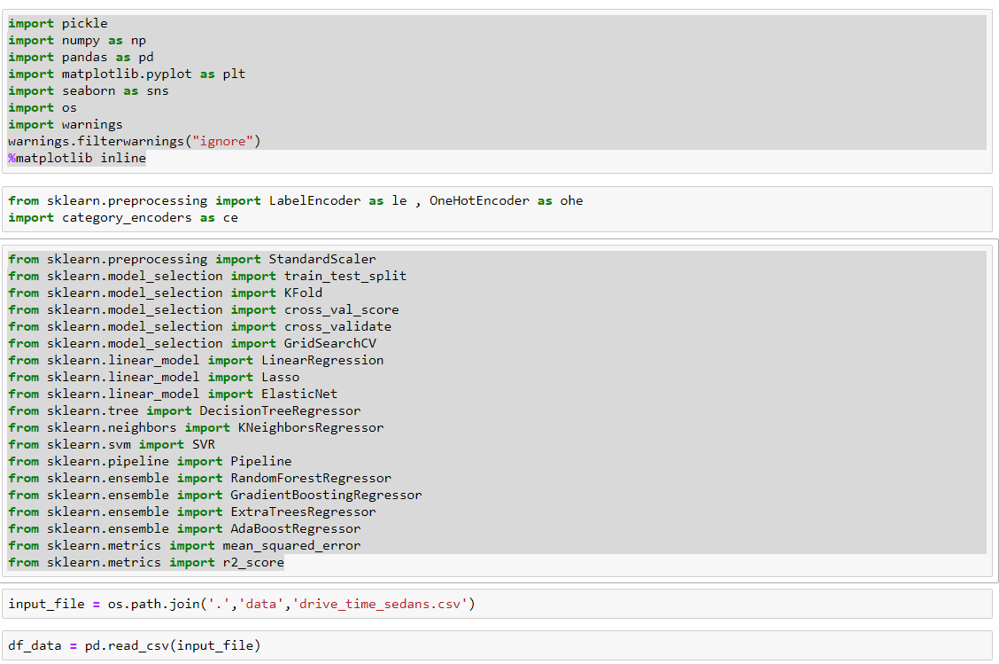 import pickle
import numpy as np
import pandas as pd
import matplotlib.pyplot as plt
import seaborn as sns
import os
import warnings
warnings.filterwarnings("ignore")
%matplotlib inline
from sklearn.preprocessing import LabelEncoder as le , OneHotEncoder as ohe
import category_encoders as ce
from sklearn.preprocessing import StandardScaler
from sklearn.model_selection import train_test_split
from sklearn.model_selection import KFold
from sklearn.model_selection import cross_val_score
from sklearn.model_selection import cross_validate
from sklearn.model_selection import GridSearchCV
from sklearn.linear_model import LinearRegression
from sklearn.linear_model import Lasso
from sklearn.linear_model import ElasticNet
from sklearn.tree import DecisionTreeRegressor
from sklearn.neighbors import KNeighborsRegressor
from sklearn.svm import SVR
from sklearn.pipeline import Pipeline
from sklearn.ensemble import RandomForestRegressor
from sklearn.ensemble import GradientBoostingRegressor
from sklearn.ensemble import ExtraTreesRegressor
from sklearn.ensemble import AdaBoostRegressor
from sklearn.metrics import mean_squared_error
from sklearn.metrics import r2_score
input_file = os.path.join('.','data','drive_time_sedans.csv')
df_data = pd.read_csv(input_file)